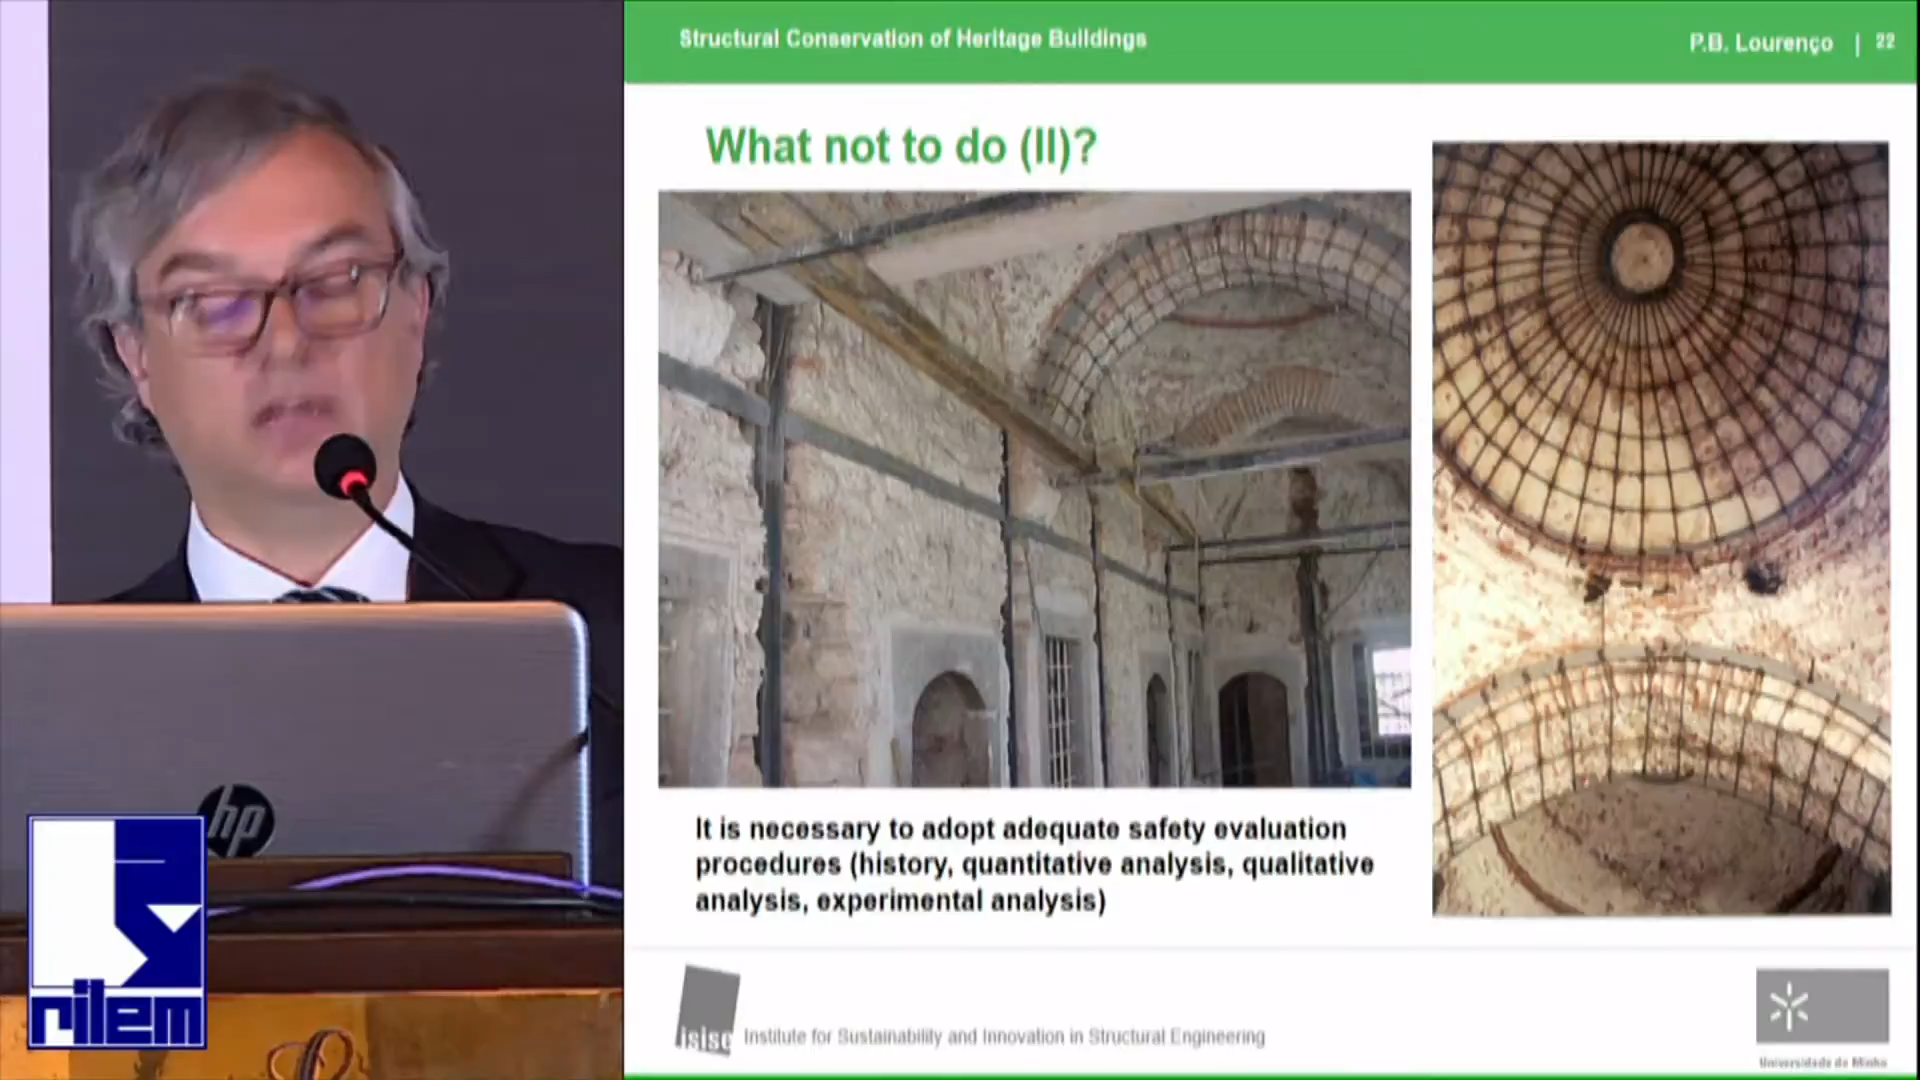 Structural Conservation of Heritage Buildings
P.B. Lourenço | 22
What not to do (II)?
It is necessary to adopt adequate safety evaluation
procedures (history, quantitative analysis, qualitative
analysis, experimental analysis)
hp
rilem
isise
Institute for Sustainability and Innovation in Structural Engineering
Universidade do Minho